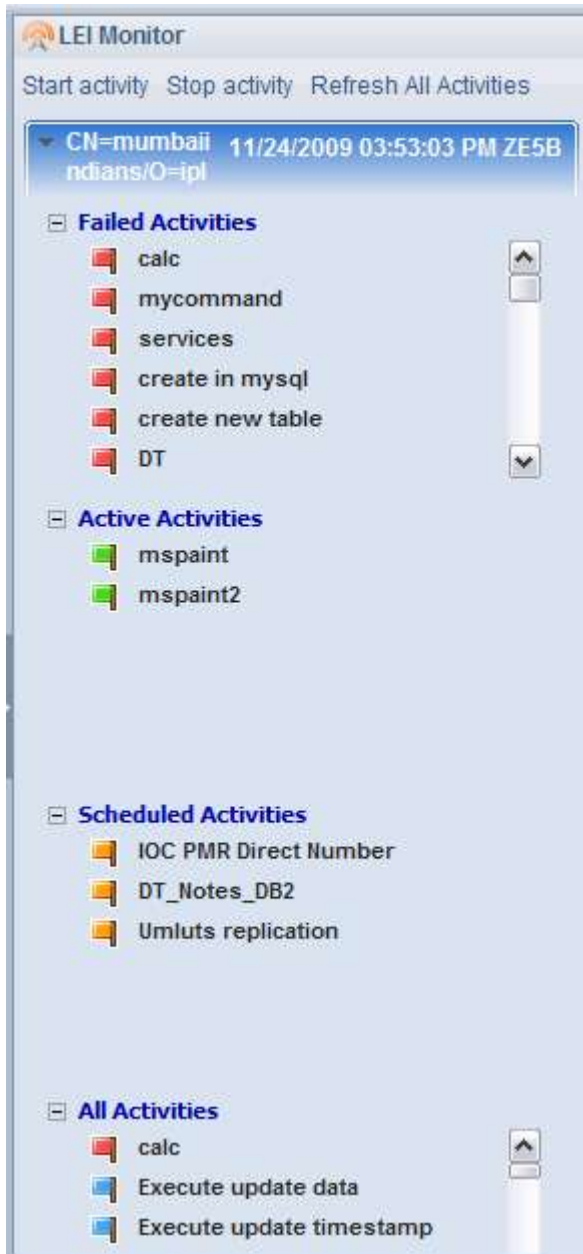 LEI Monitor
Start activity Stop activity Refresh All Activities
CN=mumbaii 11/24/2009 03:53:03 PM ZE5B
ndians/O=ipl
Failed Activities
calc
mycommand
services
create in mysql
create new table
DT
Active Activities
mspaint
mspaint2
Scheduled Activities
IOC PMR Direct Number
DT_Notes_DB2
Umluts replication
All Activities
calc
Execute update data
Execute update timestamp